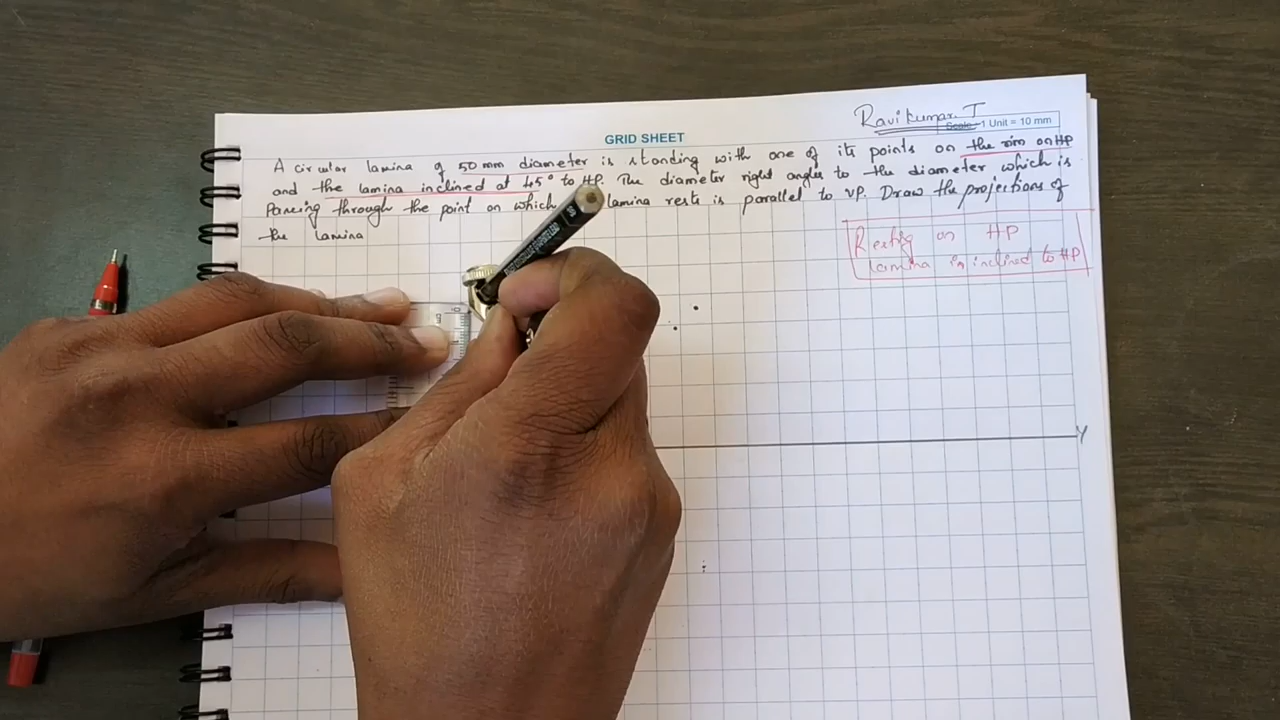 Ravikumar T
GRID SHEET
Scale 1 Unit = 10 mm
A circular lamina of 50 mm diameter is standing with one of its points on the rim on HP
and the lamina inclined at 45° to HP. The diameter right angles to the diameter which is
Passing through the point on which lamina rests is parallel to VP. Draw the projections of
the lamina
Resting on HP
Lamina is inclined to HP
Y